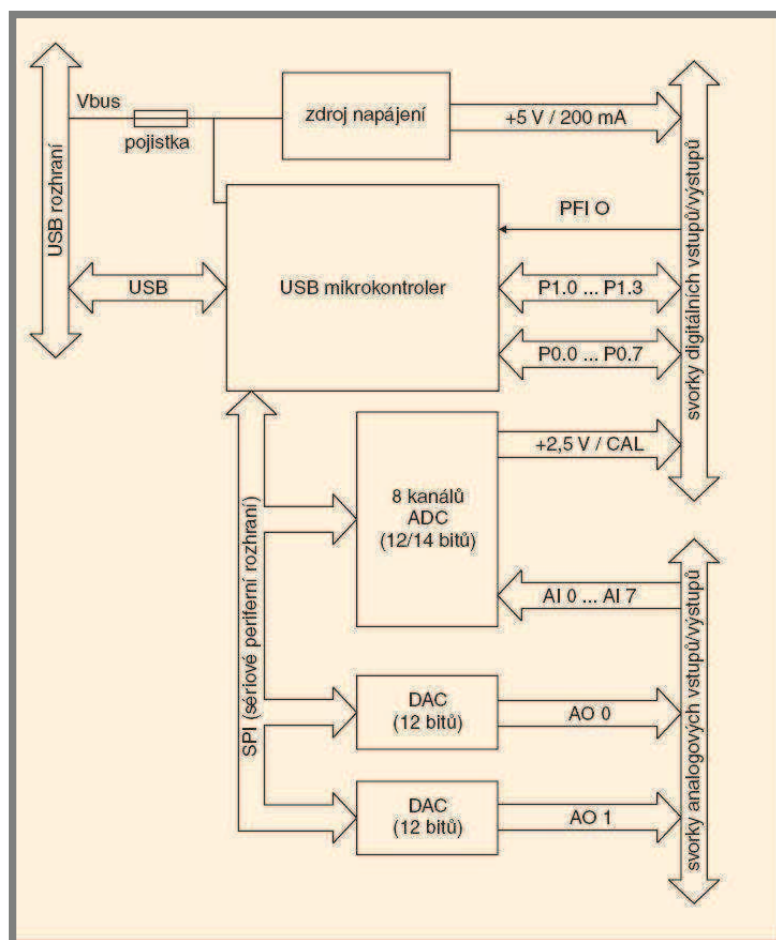 Vbus
pojistka
zdroj napájení
+5 V / 200 mA
USB rozhraní
USB
USB mikrokontroler
PFI O
P1.0 ... P1.3
P0.0 ... P0.7
svorky digitálních vstupů/výstupů
+2,5 V / CAL
8 kanálů
ADC
(12/14 bitů)
AI 0 ... AI 7
SPI (sériové periferní rozhraní)
DAC
(12 bitů)
AO 0
DAC
(12 bitů)
AO 1
svorky analogových vstupů/výstupů